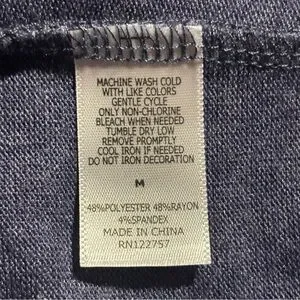 MACHINE WASH COLD
WITH LIKE COLORS
GENTLE CYCLE
ONLY NON-CHLORINE
BLEACH WHEN NEEDED
TUMBLE DRY LOW
REMOVE PROMPTLY
COOL IRON IF NEEDED
DO NOT IRON DECORATION
M
48%POLYESTER 48%RAYON
4%SPANDEX
MADE IN CHINA
RN122757